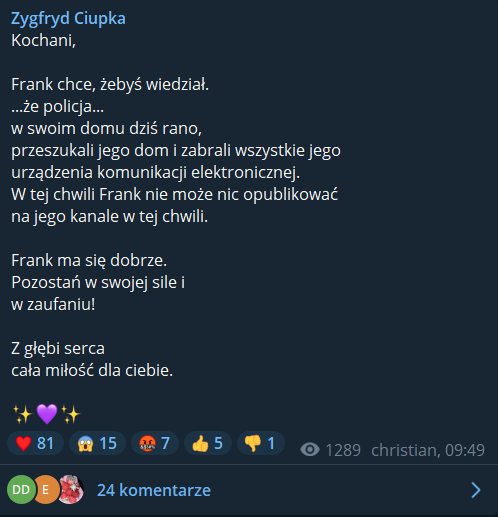 Zygfryd Ciupka
Kochani,
Frank chce, żebyś wiedział.
...że policja...
w swoim domu dziś rano,
przeszukali jego dom i zabrali wszystkie jego
urządzenia komunikacji elektronicznej.
W tej chwili Frank nie może nic opublikować
na jego kanale w tej chwili.
Frank ma się dobrze.
Pozostań w swojej sile i
w zaufaniu!
Z głębi serca
cała miłość dla ciebie.
✨💜✨
❤️ 81 😱 15 🤬 7 👍 5 👎 1 1289 christian, 09:49
DD E 24 komentarze